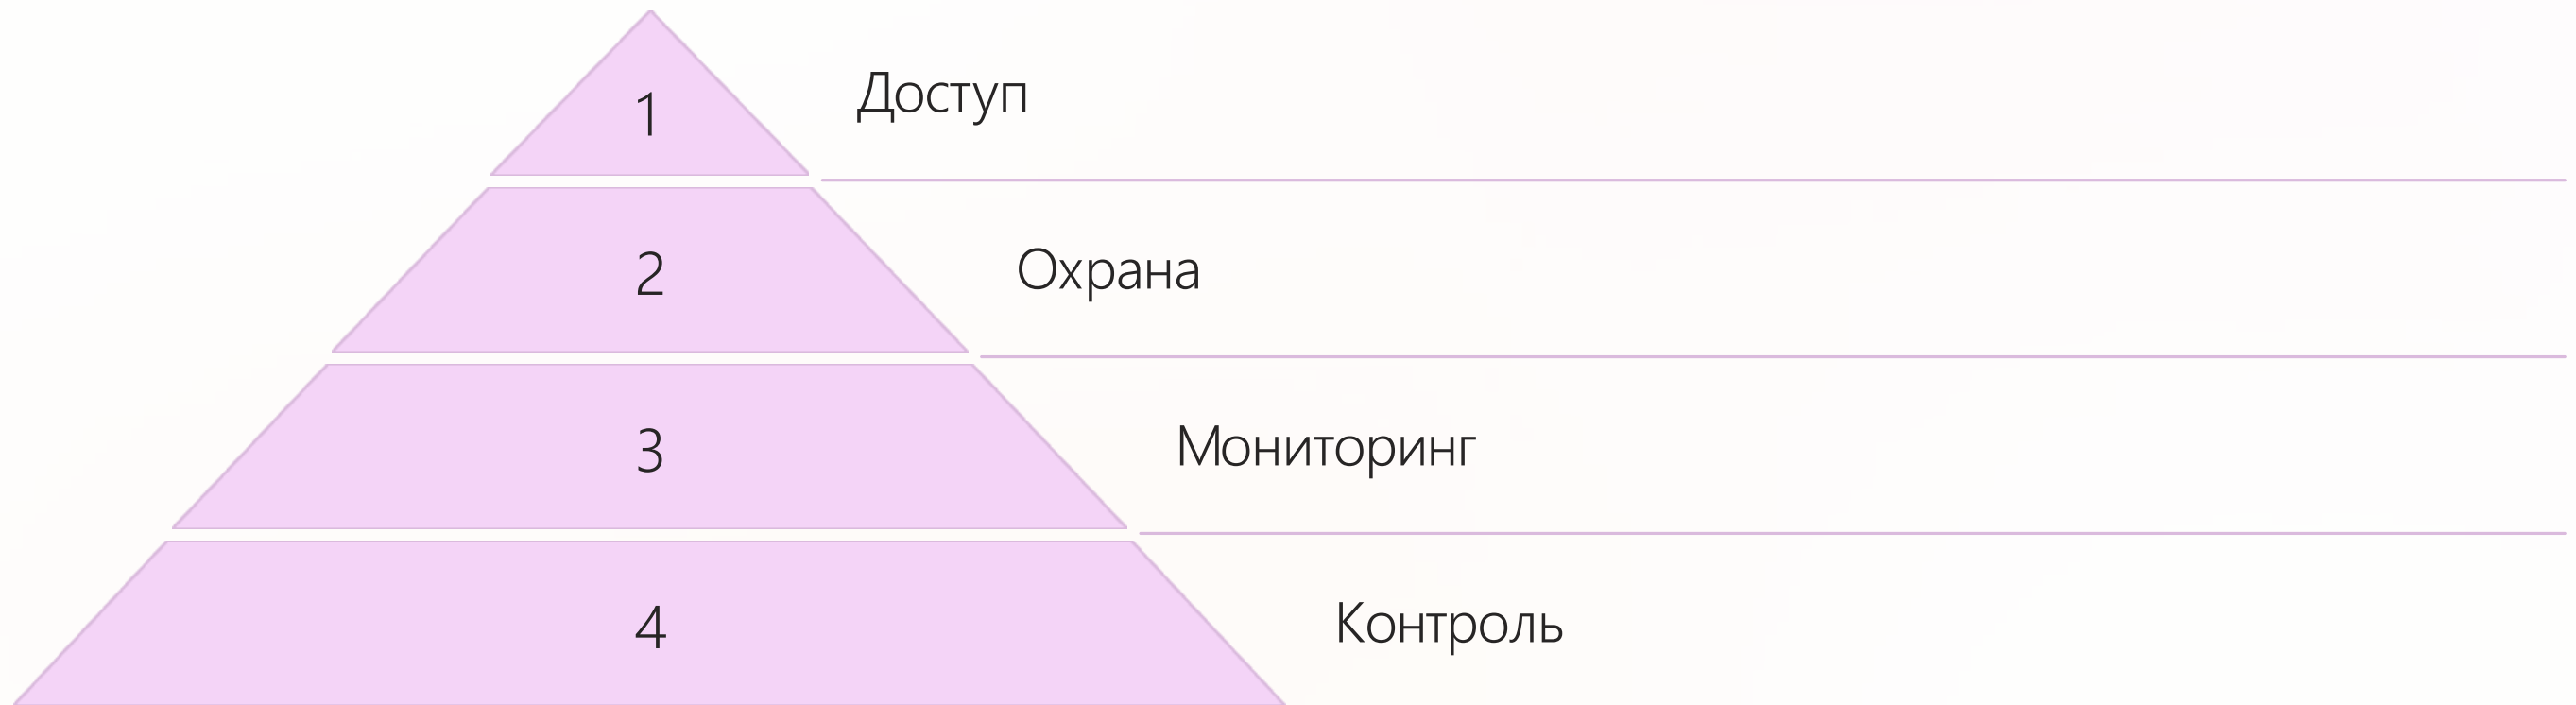 1
Доступ
2
Охрана
3
Мониторинг
4
Контроль